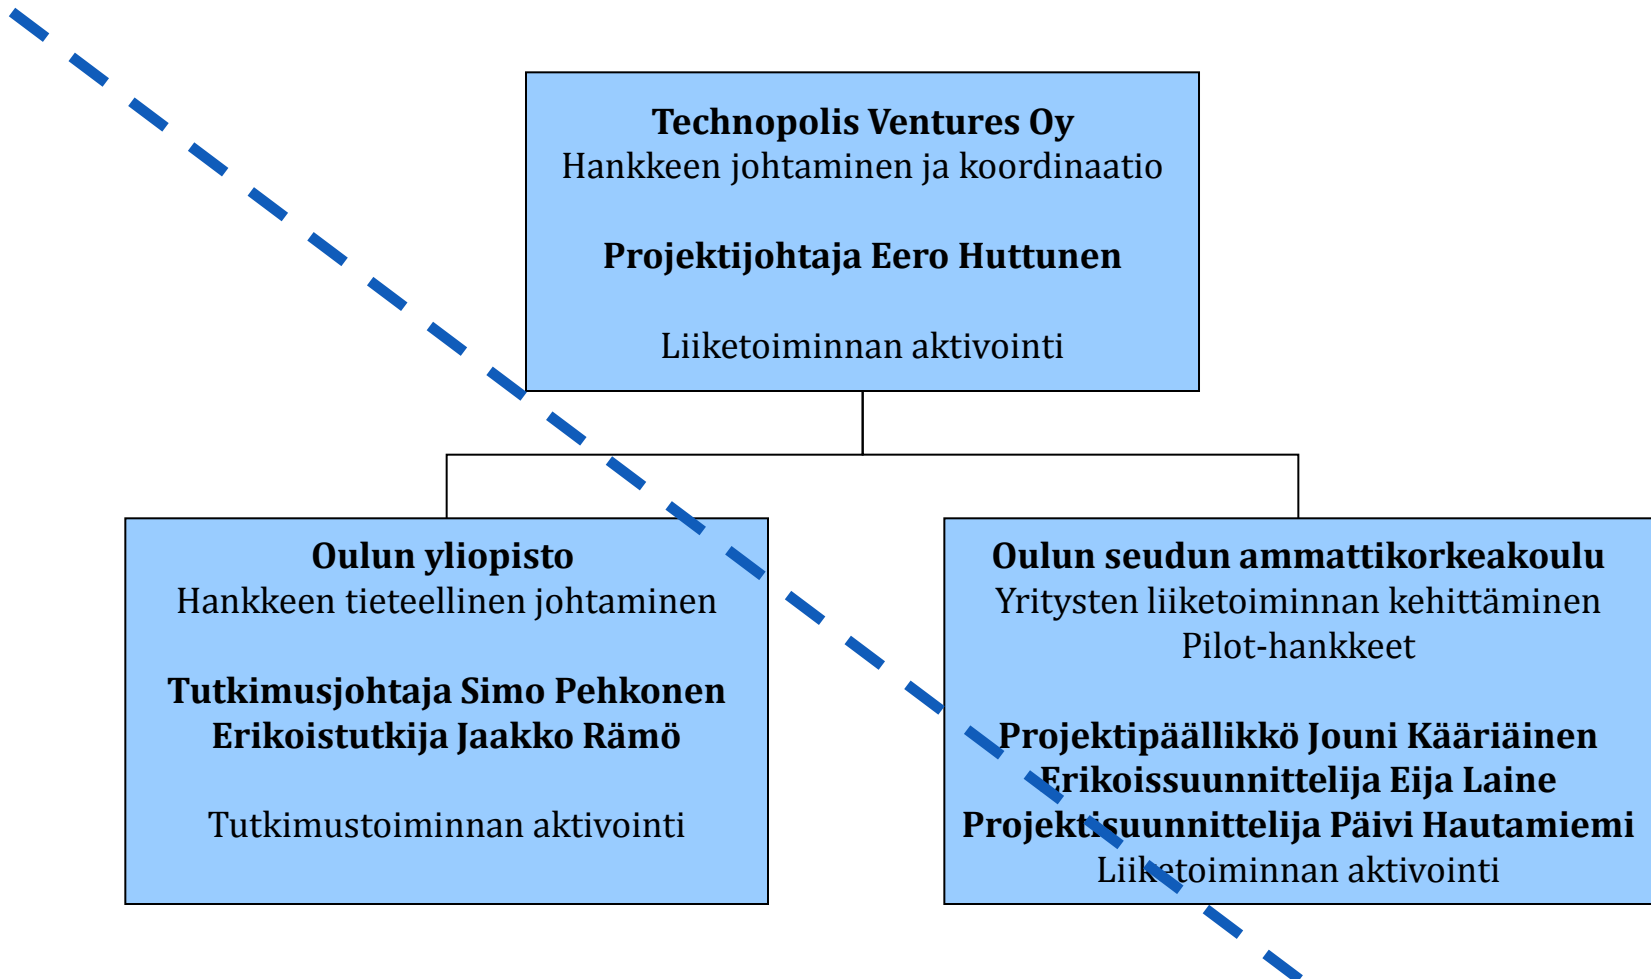 Technopolis Ventures Oy
Hankkeen johtaminen ja koordinaatio
Projektijohtaja Eero Huttunen
Liiketoiminnan aktivointi
Oulun yliopisto
Hankkeen tieteellinen johtaminen
Tutkimusjohtaja Simo Pehkonen
Erikoistutkija Jaakko Rämö
Tutkimustoiminnan aktivointi
Oulun seudun ammattikorkeakoulu
Yritysten liiketoiminnan kehittäminen
Pilot-hankkeet
Projektipäällikkö Jouni Kääriäinen
Erikoissuunnittelija Eija Laine
Projektisuunnittelija Päivi Hautamiemi
Liiketoiminnan aktivointi